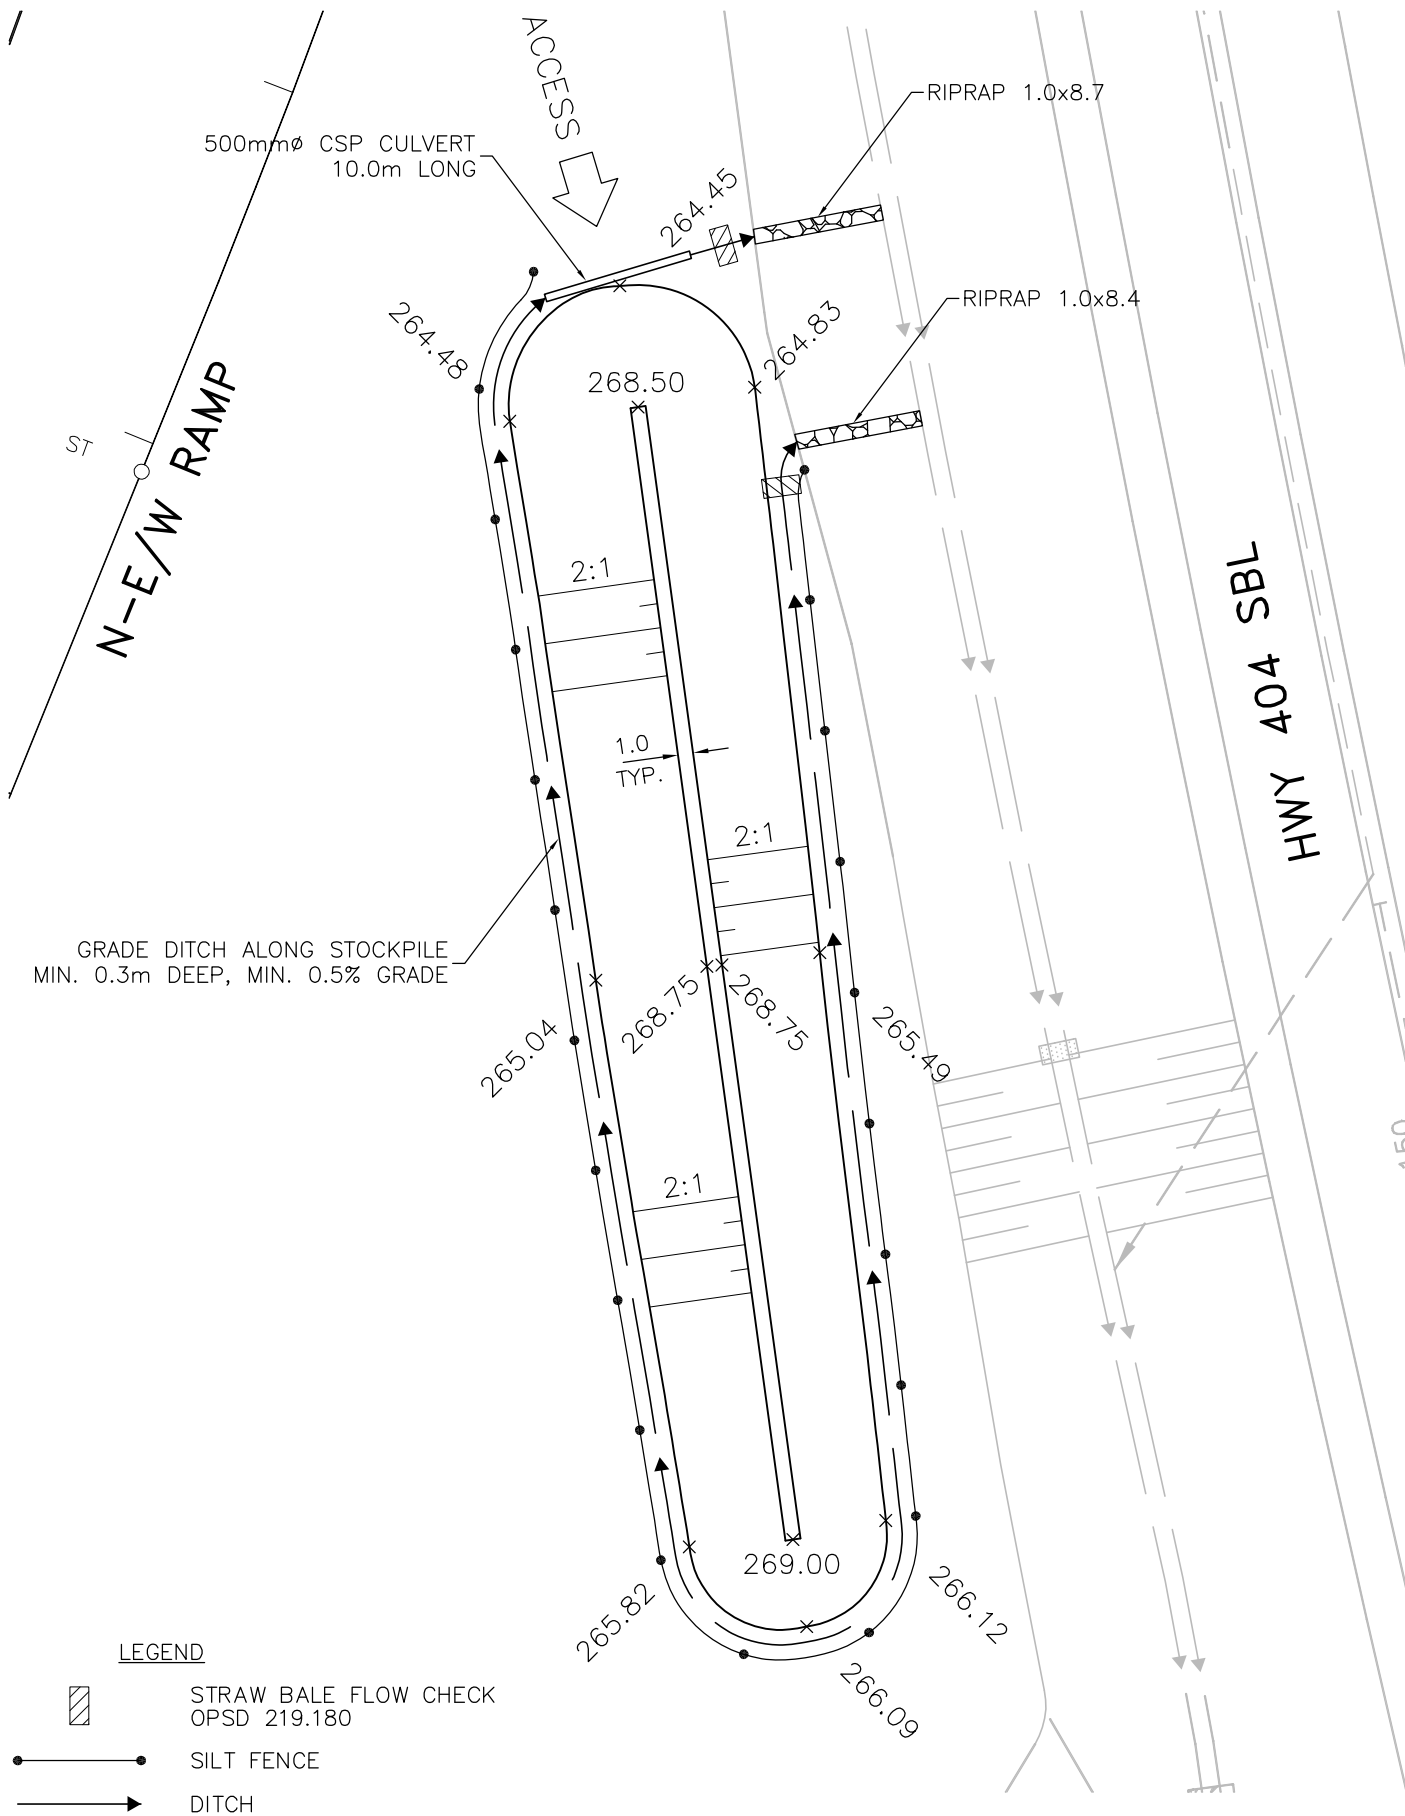 ACCESS
RIPRAP 1.0x8.7
500mmø CSP CULVERT
10.0m LONG
264.45
RIPRAP 1.0x8.4
264.48
264.83
268.50
ST
N-E/W RAMP
2:1
HWY 404 SBL
1.0
TYP.
2:1
GRADE DITCH ALONG STOCKPILE
MIN. 0.3m DEEP, MIN. 0.5% GRADE
268.75
268.75
265.04
265.49
150
2:1
269.00
265.82
266.12
266.09
LEGEND
STRAW BALE FLOW CHECK
OPSD 219.180
SILT FENCE
DITCH